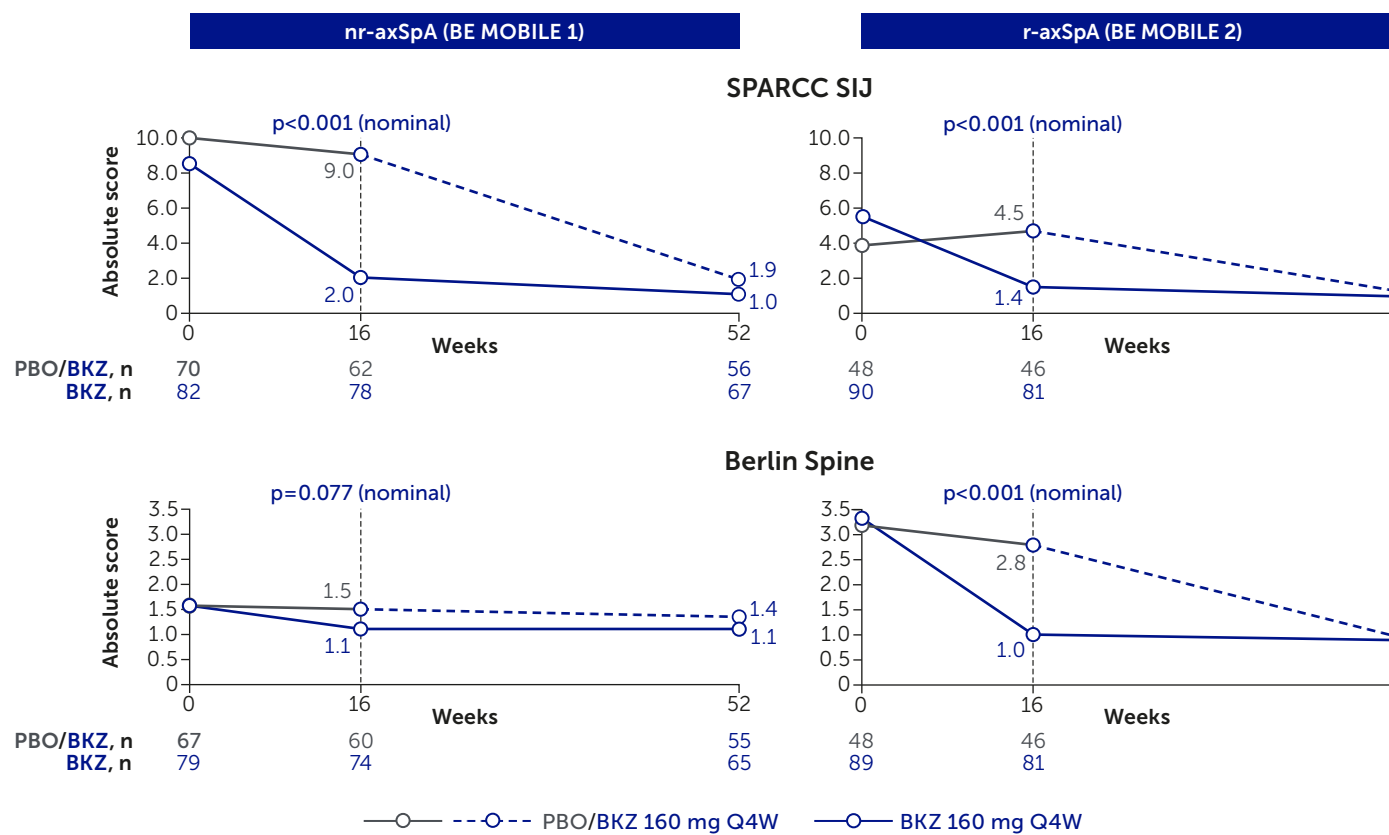 nr-axSpA (BE MOBILE 1) r-axSpA (BE MOBILE 2)
SPARCC SIJ
p<0.001 (nominal)
Absolute score
10.0
8.0
6.0
4.0
2.0
0
9.0
2.0
1.9
1.0
0 16 52
Weeks
PBO/BKZ, n 70 62 56
BKZ, n 82 78 67
p<0.001 (nominal)
10.0
8.0
6.0
4.0
2.0
0
4.5
1.4
0 16
Weeks
48 46
90 81
Berlin Spine
p=0.077 (nominal)
Absolute score
3.5
3.0
2.5
2.0
1.5
1.0
0.5
0
1.5
1.1
1.4
1.1
0 16 52
Weeks
PBO/BKZ, n 67 60 55
BKZ, n 79 74 65
p<0.001 (nominal)
3.5
3.0
2.5
2.0
1.5
1.0
0.5
0
2.8
1.0
0 16
Weeks
48 46
89 81
PBO/BKZ 160 mg Q4W BKZ 160 mg Q4W